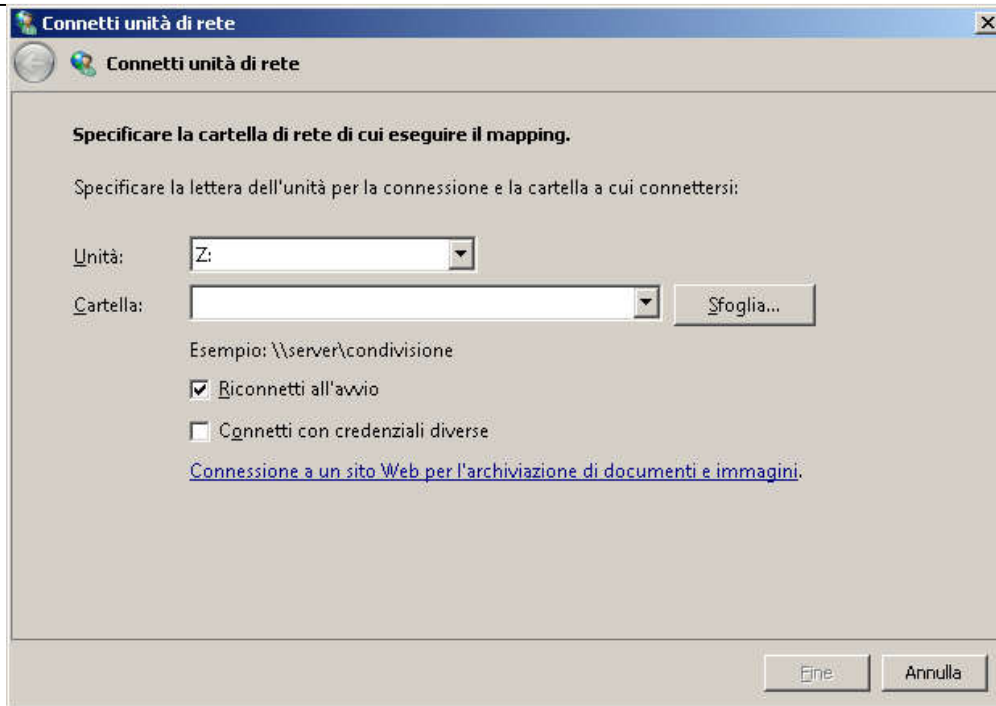 Connetti unità di rete
Connetti unità di rete
Specificare la cartella di rete di cui eseguire il mapping.
Specificare la lettera dell'unità per la connessione e la cartella a cui connettersi:
Unità: Z:
Cartella: Sfoglia...
Esempio: \\server\condivisione
Riconnetti all'avvio
Connetti con credenziali diverse
Connessione a un sito Web per l'archiviazione di documenti e immagini.
Fine Annulla